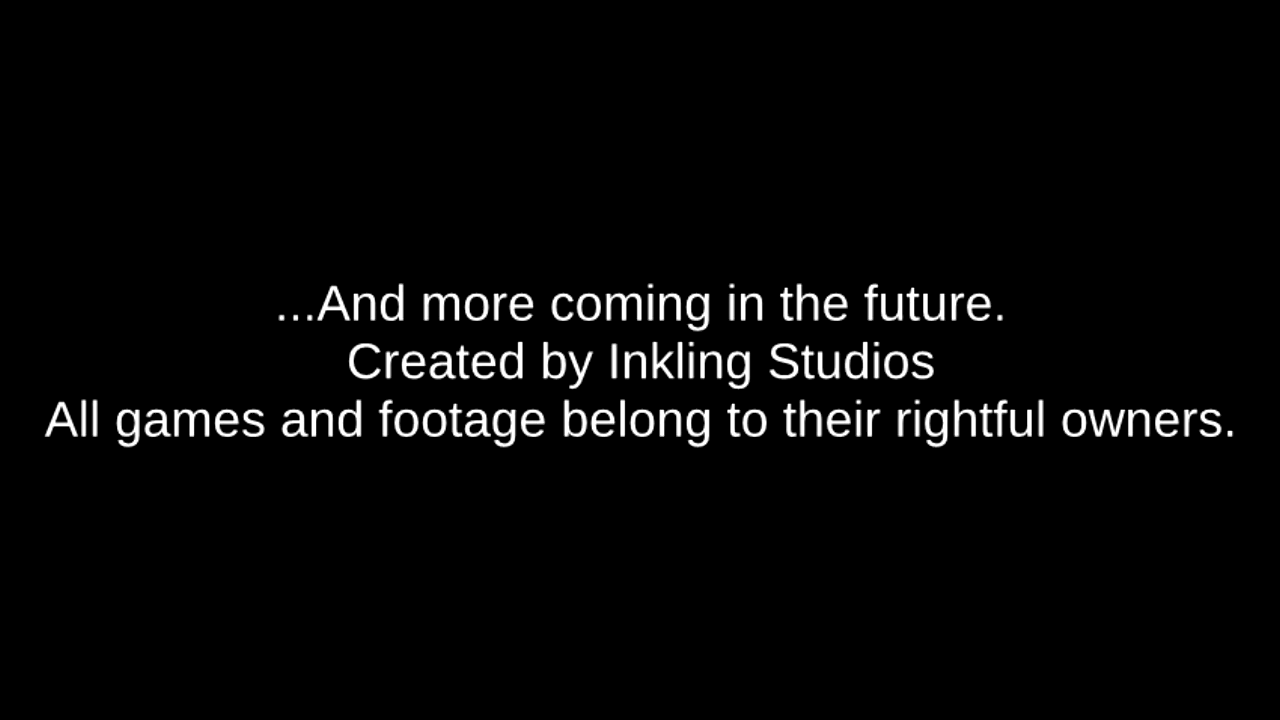 ...And more coming in the future.
Created by Inkling Studios
All games and footage belong to their rightful owners.